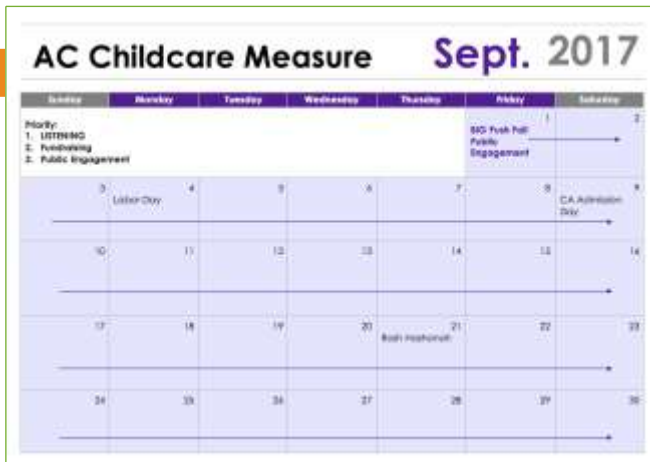 AC Childcare Measure Sept. 2017
Sunday Monday Tuesday Wednesday Thursday Friday Saturday
Priority:
1. LISTENING
2. Fundraising
3. Public Engagement
1 2
BIG Push Fall
Public
Engagement
3 4 5 6 7 8 9
Labor Day
CA Admission
Day
10 11 12 13 14 15 16
17 18 19 20 21 22 23
Rosh Hashanah
24 25 26 27 28 29 30